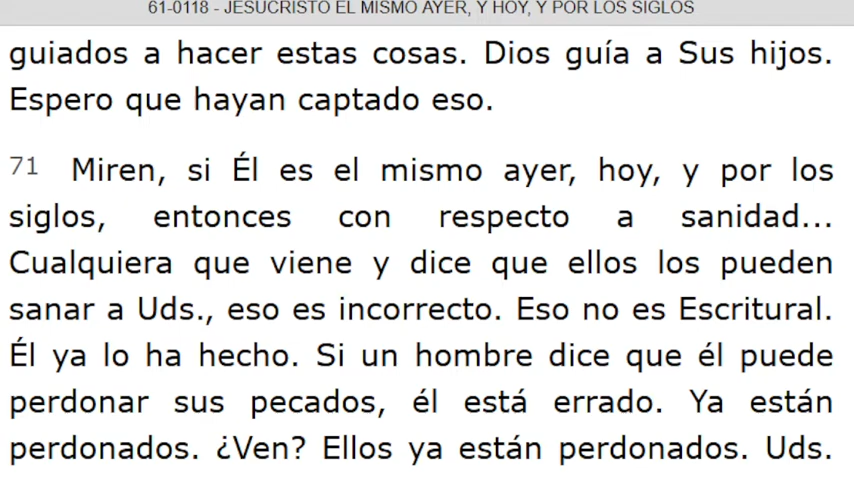 61-0118 - JESUCRISTO EL MISMO AYER, Y HOY, Y POR LOS SIGLOS
guiados a hacer estas cosas. Dios guía a Sus hijos.
Espero que hayan captado eso.
71 Miren, si Él es el mismo ayer, hoy, y por los
siglos, entonces con respecto a sanidad...
Cualquiera que viene y dice que ellos los pueden
sanar a Uds., eso es incorrecto. Eso no es Escritural.
Él ya lo ha hecho. Si un hombre dice que él puede
perdonar sus pecados, él está errado. Ya están
perdonados. ¿Ven? Ellos ya están perdonados. Uds.